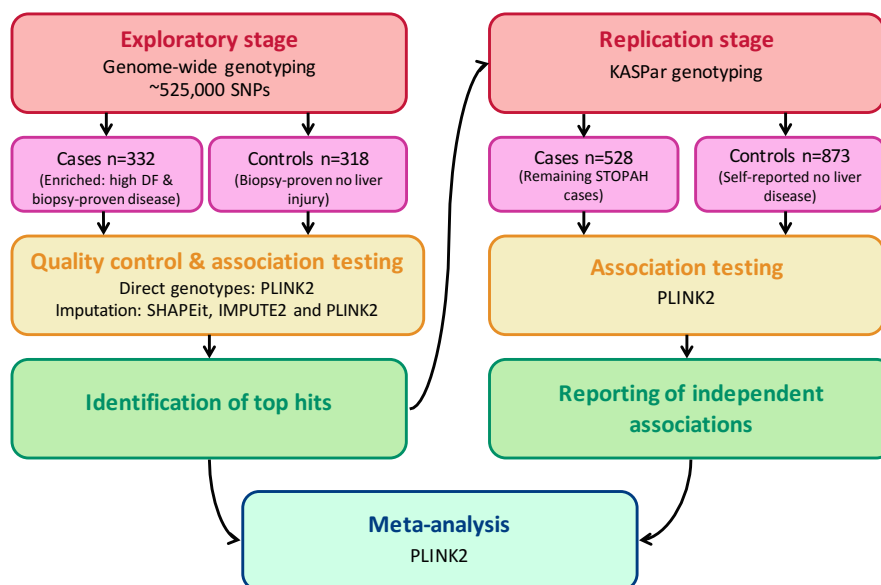 Exploratory stage
Genome-wide genotyping
~525,000 SNPs
Cases n=332
(Enriched: high DF &
biopsy-proven disease)
Controls n=318
(Biopsy-proven no liver
injury)
Quality control & association testing
Direct genotypes: PLINK2
Imputation: SHAPEit, IMPUTE2 and PLINK2
Identification of top hits
Replication stage
KASPar genotyping
Cases n=528
(Remaining STOPAH
cases)
Controls n=873
(Self-reported no liver
disease)
Association testing
PLINK2
Reporting of independent
associations
Meta-analysis
PLINK2